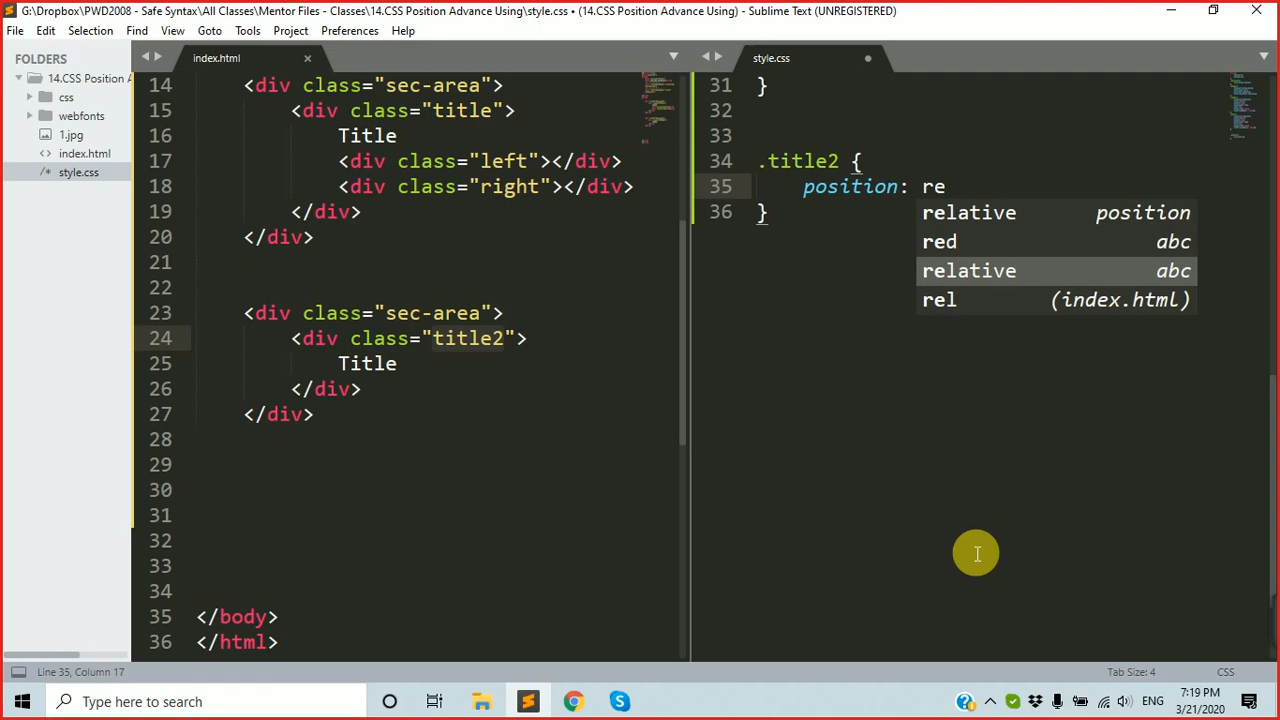 G:\Dropbox\PWD2008 - Safe Syntax\All Classes\Mentor Files - Classes\14.CSS Position Advance Using\style.css • (14.CSS Position Advance Using) - Sublime Text (UNREGISTERED)
File Edit Selection Find View Goto Tools Project Preferences Help
FOLDERS
14.CSS Position A
css
webfonts
1.jpg
index.html
/* style.css
index.html ×
14 <div class="sec-area">
15 <div class="title">
16 Title
17 <div class="left"></div>
18 <div class="right"></div>
19 </div>
20 </div>
21
22
23 <div class="sec-area">
24 <div class="title2">
25 Title
26 </div>
27 </div>
28
29
30
31
32
33
34
35 </body>
36 </html>
style.css
31 }
32
33
34 .title2 {
35 position: re
36 }
relative position
red abc
relative abc
rel (index.html)
Line 35, Column 17
Tab Size: 4 CSS
Type here to search
ENG
7:19 PM
3/21/2020